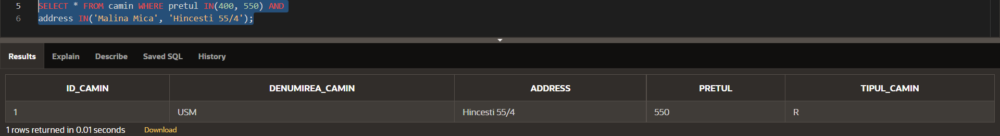 5 SELECT * FROM camin WHERE pretul IN(400, 550) AND
6 address IN('Malina Mica', 'Hincesti 55/4');
Results Explain Describe Saved SQL History
ID_CAMIN DENUMIREA_CAMIN ADDRESS PRETUL TIPUL_CAMIN
1 USM Hincesti 55/4 550 R
1 rows returned in 0.01 seconds Download